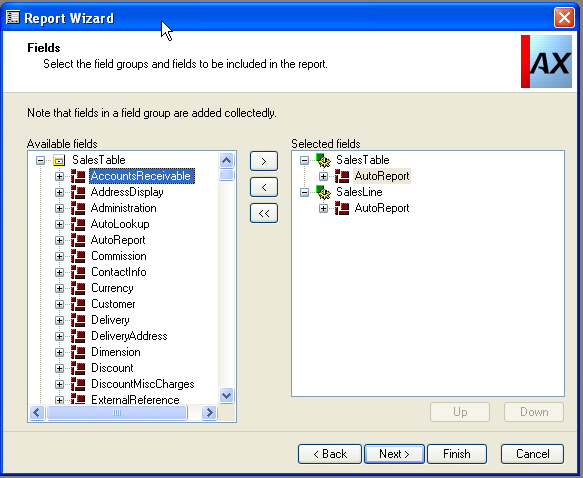 Report Wizard
Fields
Select the field groups and fields to be included in the report.
AX
Note that fields in a field group are added collectedly.
Available fields
SalesTable
AccountsReceivable
AddressDisplay
Administration
AutoLookup
AutoReport
Commission
ContactInfo
Currency
Customer
Delivery
DeliveryAddress
Dimension
Discount
DiscountMiscCharges
ExternalReference
>
<
<<
Selected fields
SalesTable
AutoReport
SalesLine
AutoReport
Up
Down
< Back
Next >
Finish
Cancel